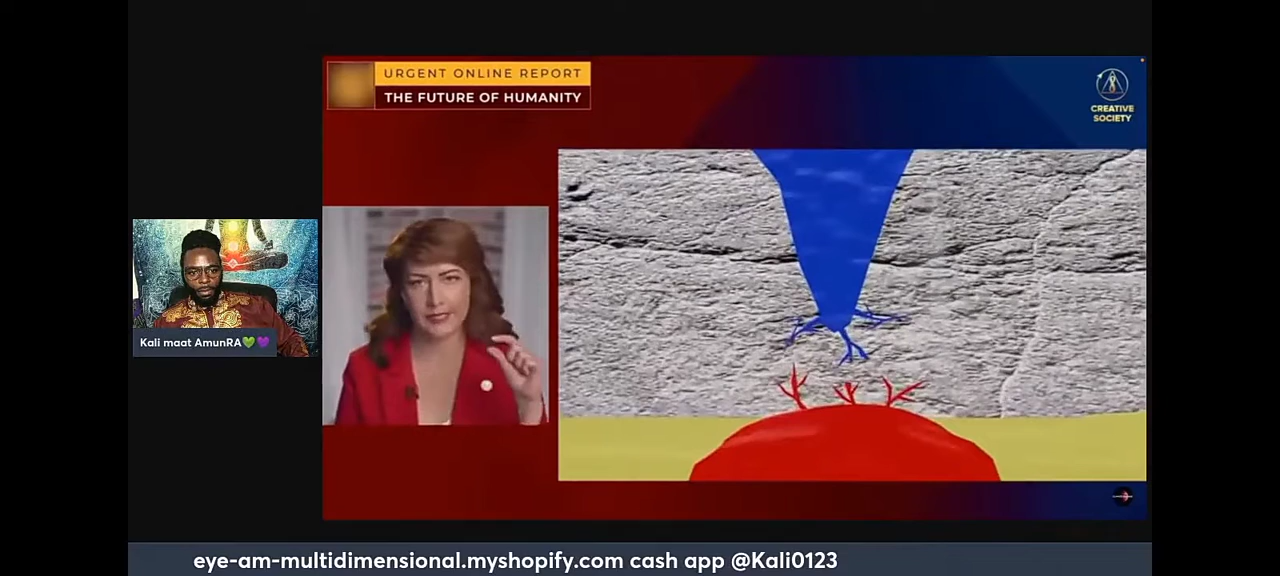 URGENT ONLINE REPORT
THE FUTURE OF HUMANITY
CREATIVE
SOCIETY
Kali maat AmunRA💚💜
eye-am-multidimensional.myshopify.com cash app @Kali0123